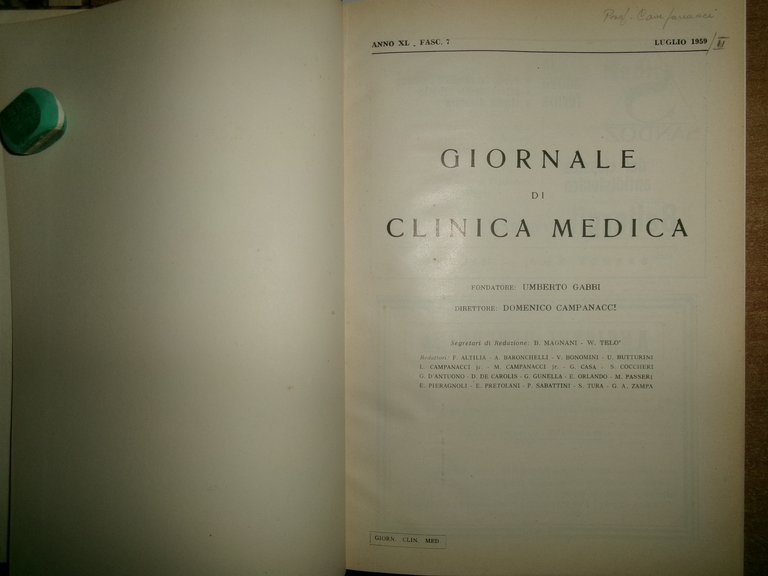 Prof. Campanacci
ANNO XL . FASC. 7 LUGLIO 1959 / III
GIORNALE
DI
CLINICA MEDICA
FONDATORE: UMBERTO GABBI
DIRETTORE: DOMENICO CAMPANACCI
Segretari di Redazione: B. MAGNANI - W. TELO'
Redattori: F. ALTILIA - A. BARONCHELLI - V. BONOMINI - U. BUTTURINI
L. CAMPANACCI jr. - M. CAMPANACCI jr. - G. CASA - S. COCCHERI
G. D'ANTUONO - D. DE CAROLIS - G. GUNELLA - E. ORLANDO - M. PASSERI
E. PIERAGNOLI - E. PRETOLANI - P. SABATTINI - S. TURA - G. A. ZAMPA
GIORN. CLIN. MED.